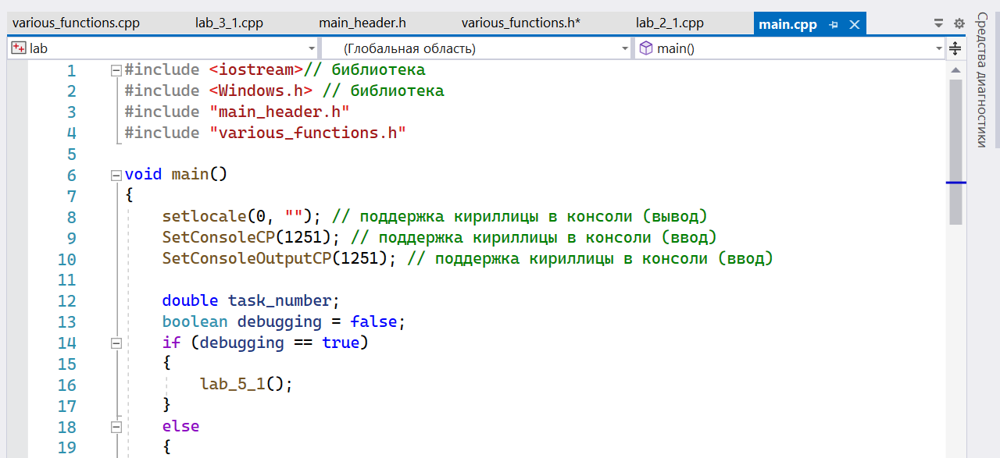 various_functions.cpp lab_3_1.cpp main_header.h various_functions.h* lab_2_1.cpp main.cpp
lab (Глобальная область) main()
Средства диагностики
1 #include <iostream>// библиотека
2 #include <Windows.h> // библиотека
3 #include "main_header.h"
4 #include "various_functions.h"
5
6 void main()
7 {
8 setlocale(0, ""); // поддержка кириллицы в консоли (вывод)
9 SetConsoleCP(1251); // поддержка кириллицы в консоли (ввод)
10 SetConsoleOutputCP(1251); // поддержка кириллицы в консоли (ввод)
11
12 double task_number;
13 boolean debugging = false;
14 if (debugging == true)
15 {
16 lab_5_1();
17 }
18 else
19 {